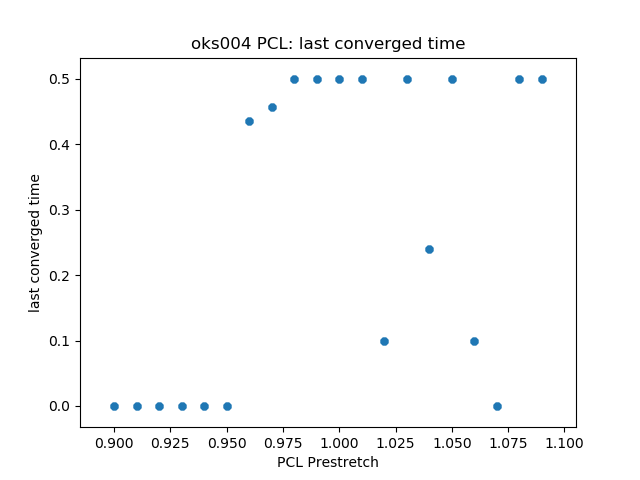 oks004 PCL: last converged time
0.5
0.4
0.3
0.2
0.1
0.0
last converged time
0.900 0.925 0.950 0.975 1.000 1.025 1.050 1.075 1.100
PCL Prestretch